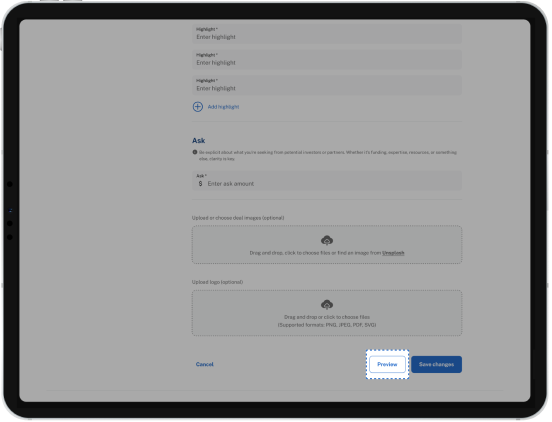 Highlight *
Enter highlight
Highlight *
Enter highlight
Highlight *
Enter highlight
Add highlight
Ask
Be explicit about what you're seeking from potential investors or partners. Whether it's funding, expertise, resources, or something
else, clarity is key.
Ask *
$ Enter ask amount
Upload or choose deal images (optional)
Drag and drop, click to choose files or find an image from Unsplash
Upload logo (optional)
Drag and drop or click to choose files
(Supported formats: PNG, JPEG, PDF, SVG)
Cancel
Preview
Save changes